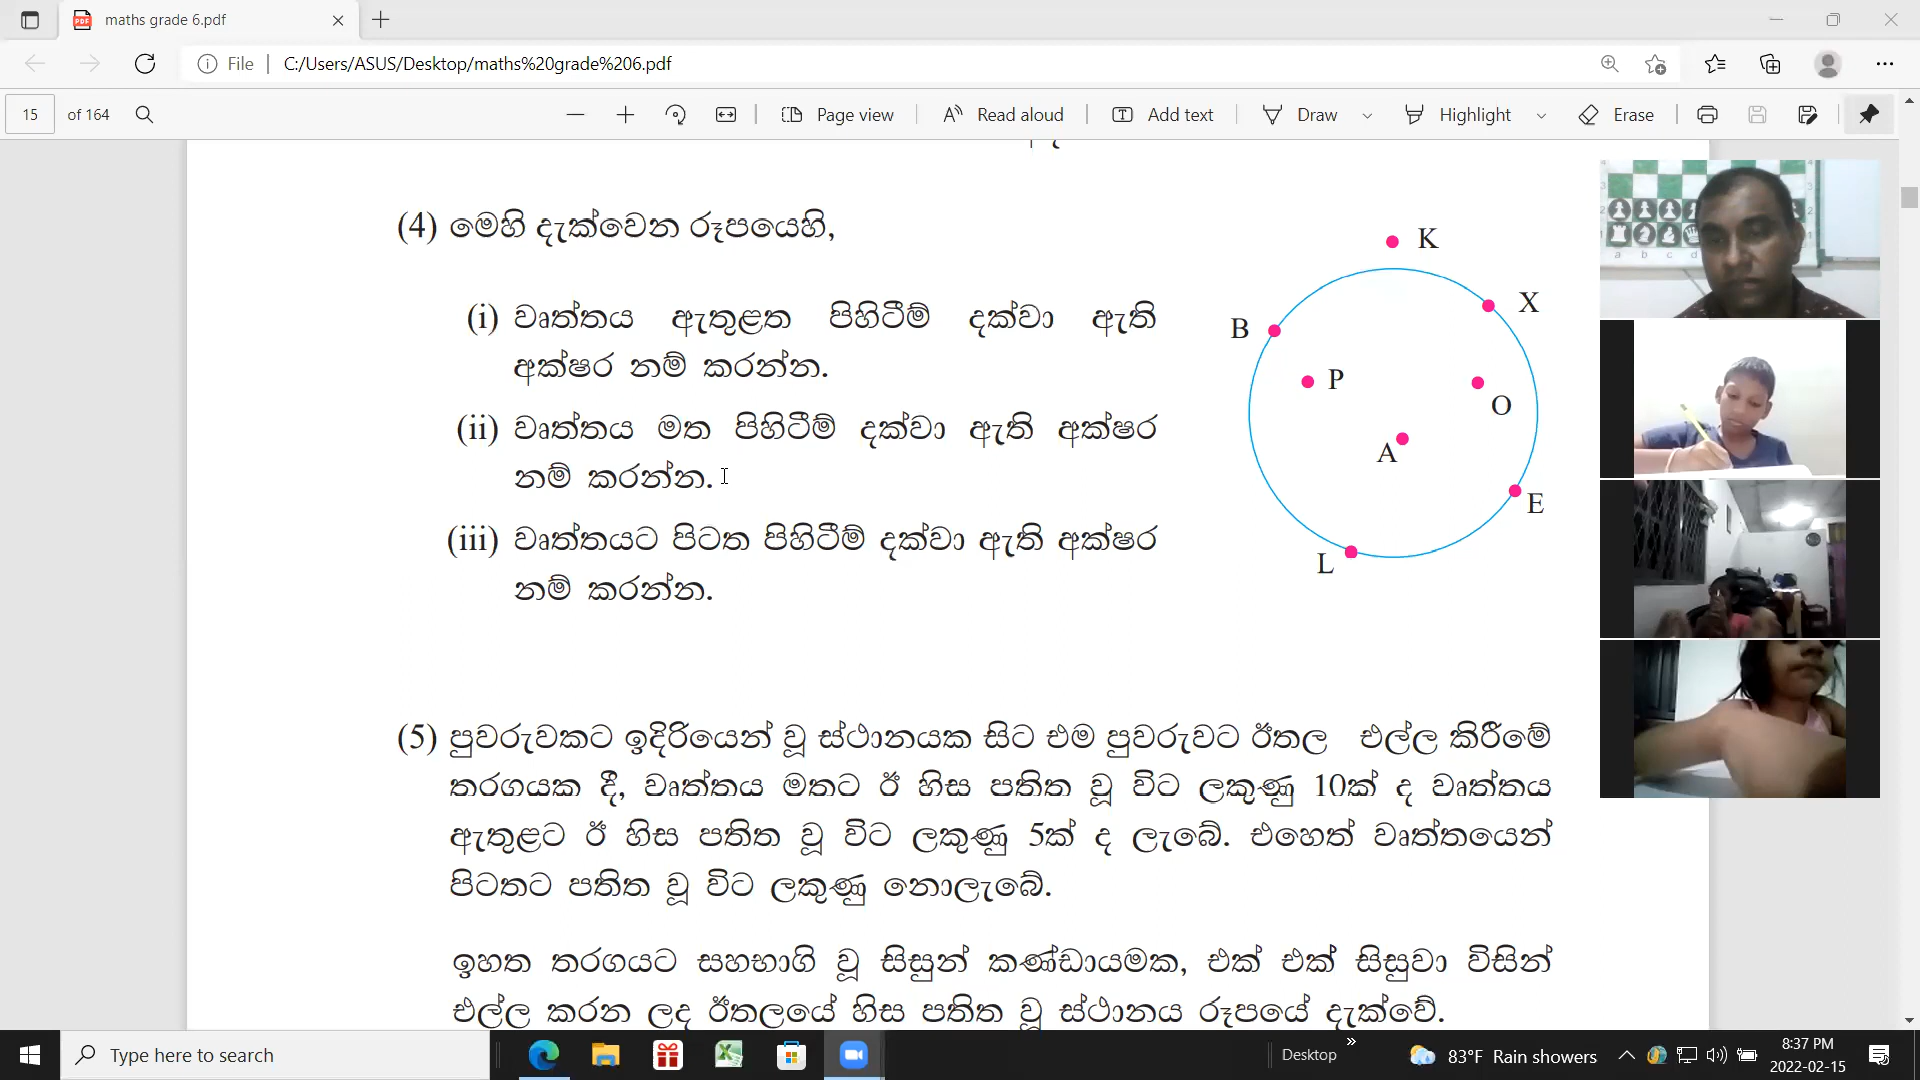 maths grade 6.pdf
File
C:/Users/ASUS/Desktop/maths%20grade%206.pdf
15 of 164
Page view
Read aloud
Add text
Draw
Highlight
Erase
(4) මෙහි දැක්වෙන රූපයෙහි,
(i) වෘත්තය ඇතුළත පිහිටීම් දක්වා ඇති
අක්ෂර නම් කරන්න.
(ii) වෘත්තය මත පිහිටීම් දක්වා ඇති අක්ෂර
නම් කරන්න.
(iii) වෘත්තයට පිටත පිහිටීම් දක්වා ඇති අක්ෂර
නම් කරන්න.
K
X
B
P
O
A
E
L
(5) පුවරුවකට ඉදිරියෙන් වූ ස්ථානයක සිට එම පුවරුවට ඊතල එල්ල කිරීමේ
තරගයක දී, වෘත්තය මතට ඊ හිස පතිත වූ විට ලකුණු 10ක් ද වෘත්තය
ඇතුළට ඊ හිස පතිත වූ විට ලකුණු 5ක් ද ලැබේ. එහෙත් වෘත්තයෙන්
පිටතට පතිත වූ විට ලකුණු නොලැබේ.
ඉහත තරගයට සහභාගි වූ සිසුන් කණ්ඩායමක, එක් එක් සිසුවා විසින්
එල්ල කරන ලද ඊතලයේ හිස පතිත වූ ස්ථානය රූපයේ දැක්වේ.
Type here to search
Desktop
83°F Rain showers
8:37 PM
2022-02-15